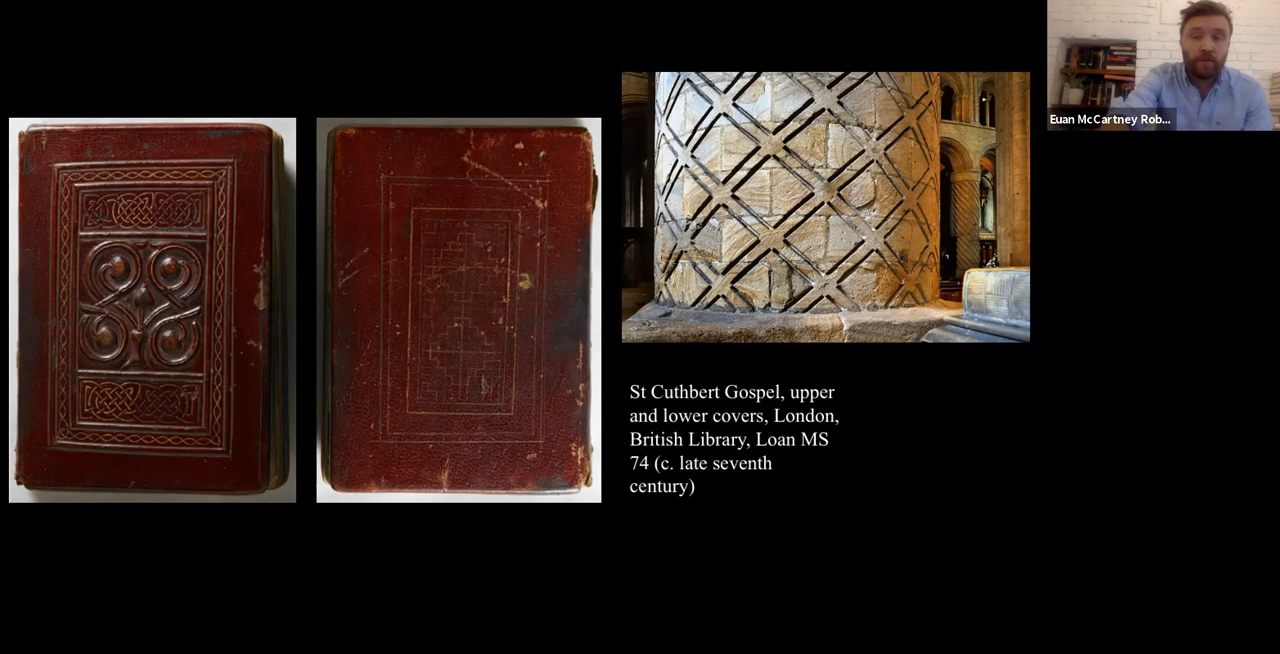 Euan McCartney Rob...
St Cuthbert Gospel, upper
and lower covers, London,
British Library, Loan MS
74 (c. late seventh
century)